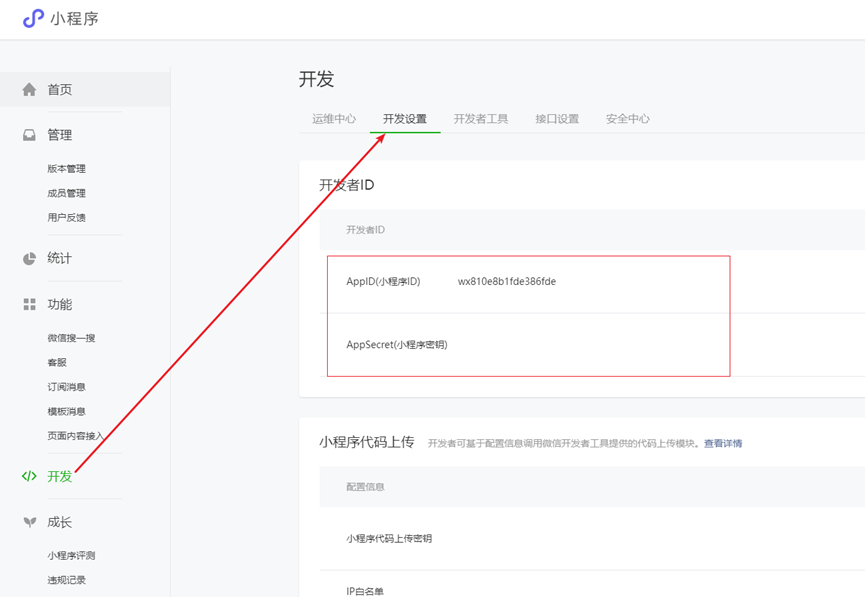 小程序
首页
管理
版本管理
成员管理
用户反馈
统计
功能
微信搜一搜
客服
订阅消息
模板消息
页面内容接入
开发
成长
小程序评测
违规记录
开发
运维中心 开发设置 开发者工具 接口设置 安全中心
开发者ID
开发者ID
AppID(小程序ID) wx810e8b1fde386fde
AppSecret(小程序密钥)
小程序代码上传 开发者可基于配置信息调用微信开发者工具提供的代码上传模块。查看详情
配置信息
小程序代码上传密钥
IP白名单